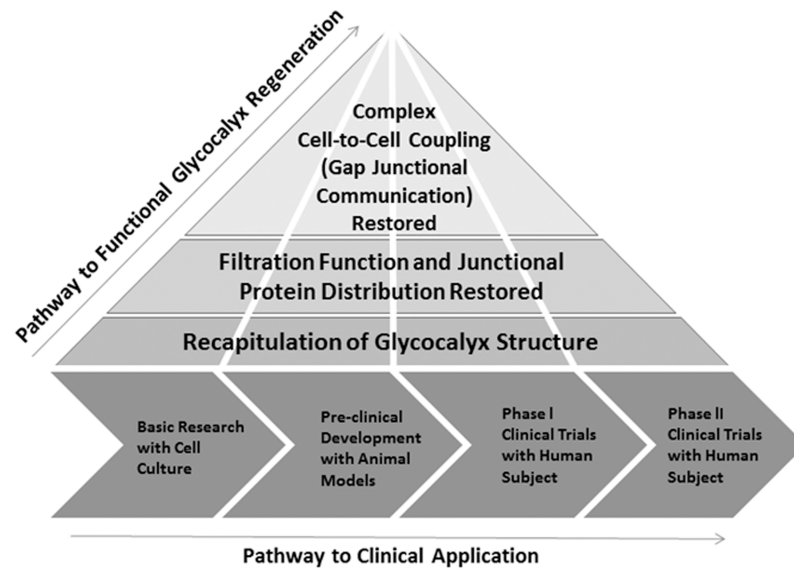 Pathway to Functional Glycocalyx Regeneration
Complex
Cell-to-Cell Coupling
(Gap Junctional
Communication)
Restored
Filtration Function and Junctional
Protein Distribution Restored
Recapitulation of Glycocalyx Structure
Basic Research
with Cell
Culture
Pre-clinical
Development
with Animal
Models
Phase l
Clinical Trials
with Human
Subject
Phase lI
Clinical Trials
with Human
Subject
Pathway to Clinical Application